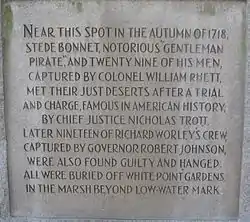 NEAR THIS SPOT IN THE AUTUMN OF 1718,
STEDE BONNET, NOTORIOUS "GENTLEMAN
PIRATE," AND TWENTY NINE OF HIS MEN,
CAPTURED BY COLONEL WILLIAM RHETT,
MET THEIR JUST DESERTS AFTER A TRIAL
AND CHARGE, FAMOUS IN AMERICAN HISTORY,
BY CHIEF JUSTICE NICHOLAS TROTT.
LATER NINETEEN OF RICHARD WORLEY'S CREW,
CAPTURED BY GOVERNOR ROBERT JOHNSON,
WERE ALSO FOUND GUILTY AND HANGED.
ALL WERE BURIED OFF WHITE POINT GARDENS
IN THE MARSH BEYOND LOW-WATER MARK.